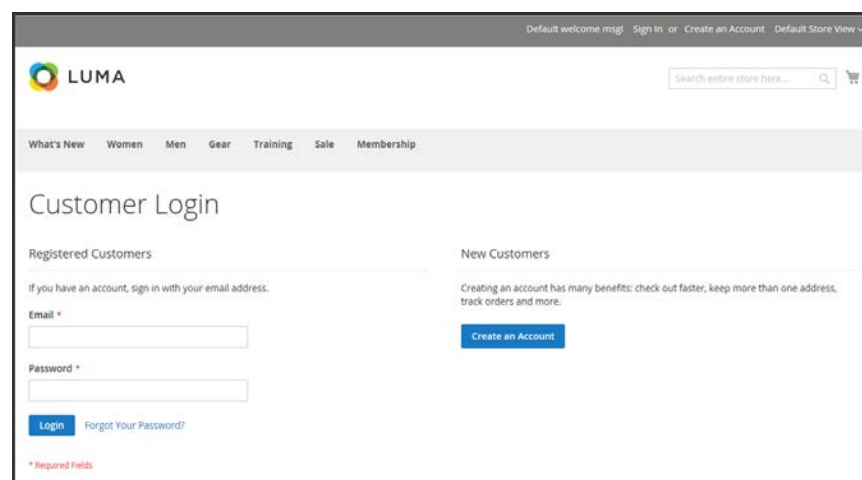 Default welcome msg! Sign In or Create an Account Default Store View
LUMA
Search entire store here...
What's New Women Men Gear Training Sale Membership
Customer Login
Registered Customers
If you have an account, sign in with your email address.
Email *
Password *
Login Forgot Your Password?
* Required Fields
New Customers
Creating an account has many benefits: check out faster, keep more than one address,
track orders and more.
Create an Account